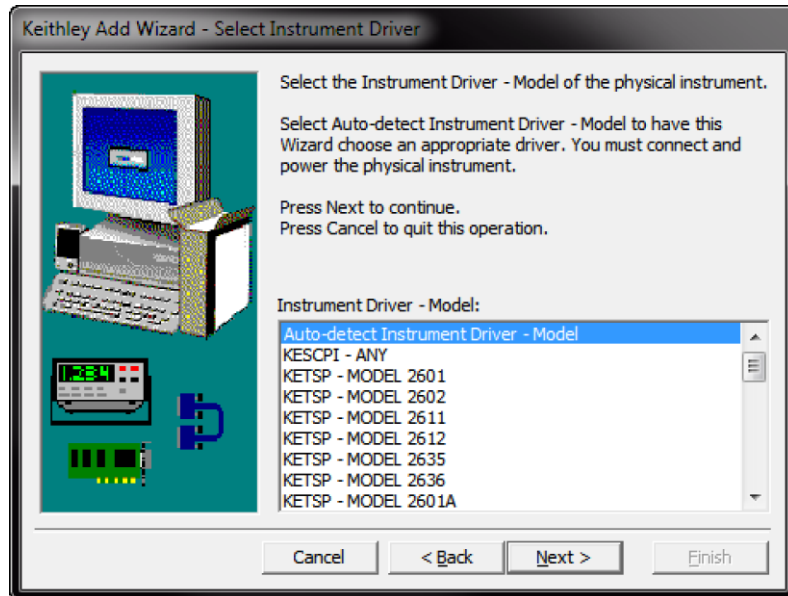 Keithley Add Wizard - Select Instrument Driver
Select the Instrument Driver - Model of the physical instrument.
Select Auto-detect Instrument Driver - Model to have this
Wizard choose an appropriate driver. You must connect and
power the physical instrument.
Press Next to continue.
Press Cancel to quit this operation.
Instrument Driver - Model:
Auto-detect Instrument Driver - Model
KESCPI - ANY
KETSP - MODEL 2601
KETSP - MODEL 2602
KETSP - MODEL 2611
KETSP - MODEL 2612
KETSP - MODEL 2635
KETSP - MODEL 2636
KETSP - MODEL 2601A
1.234
Cancel
< Back
Next >
Finish